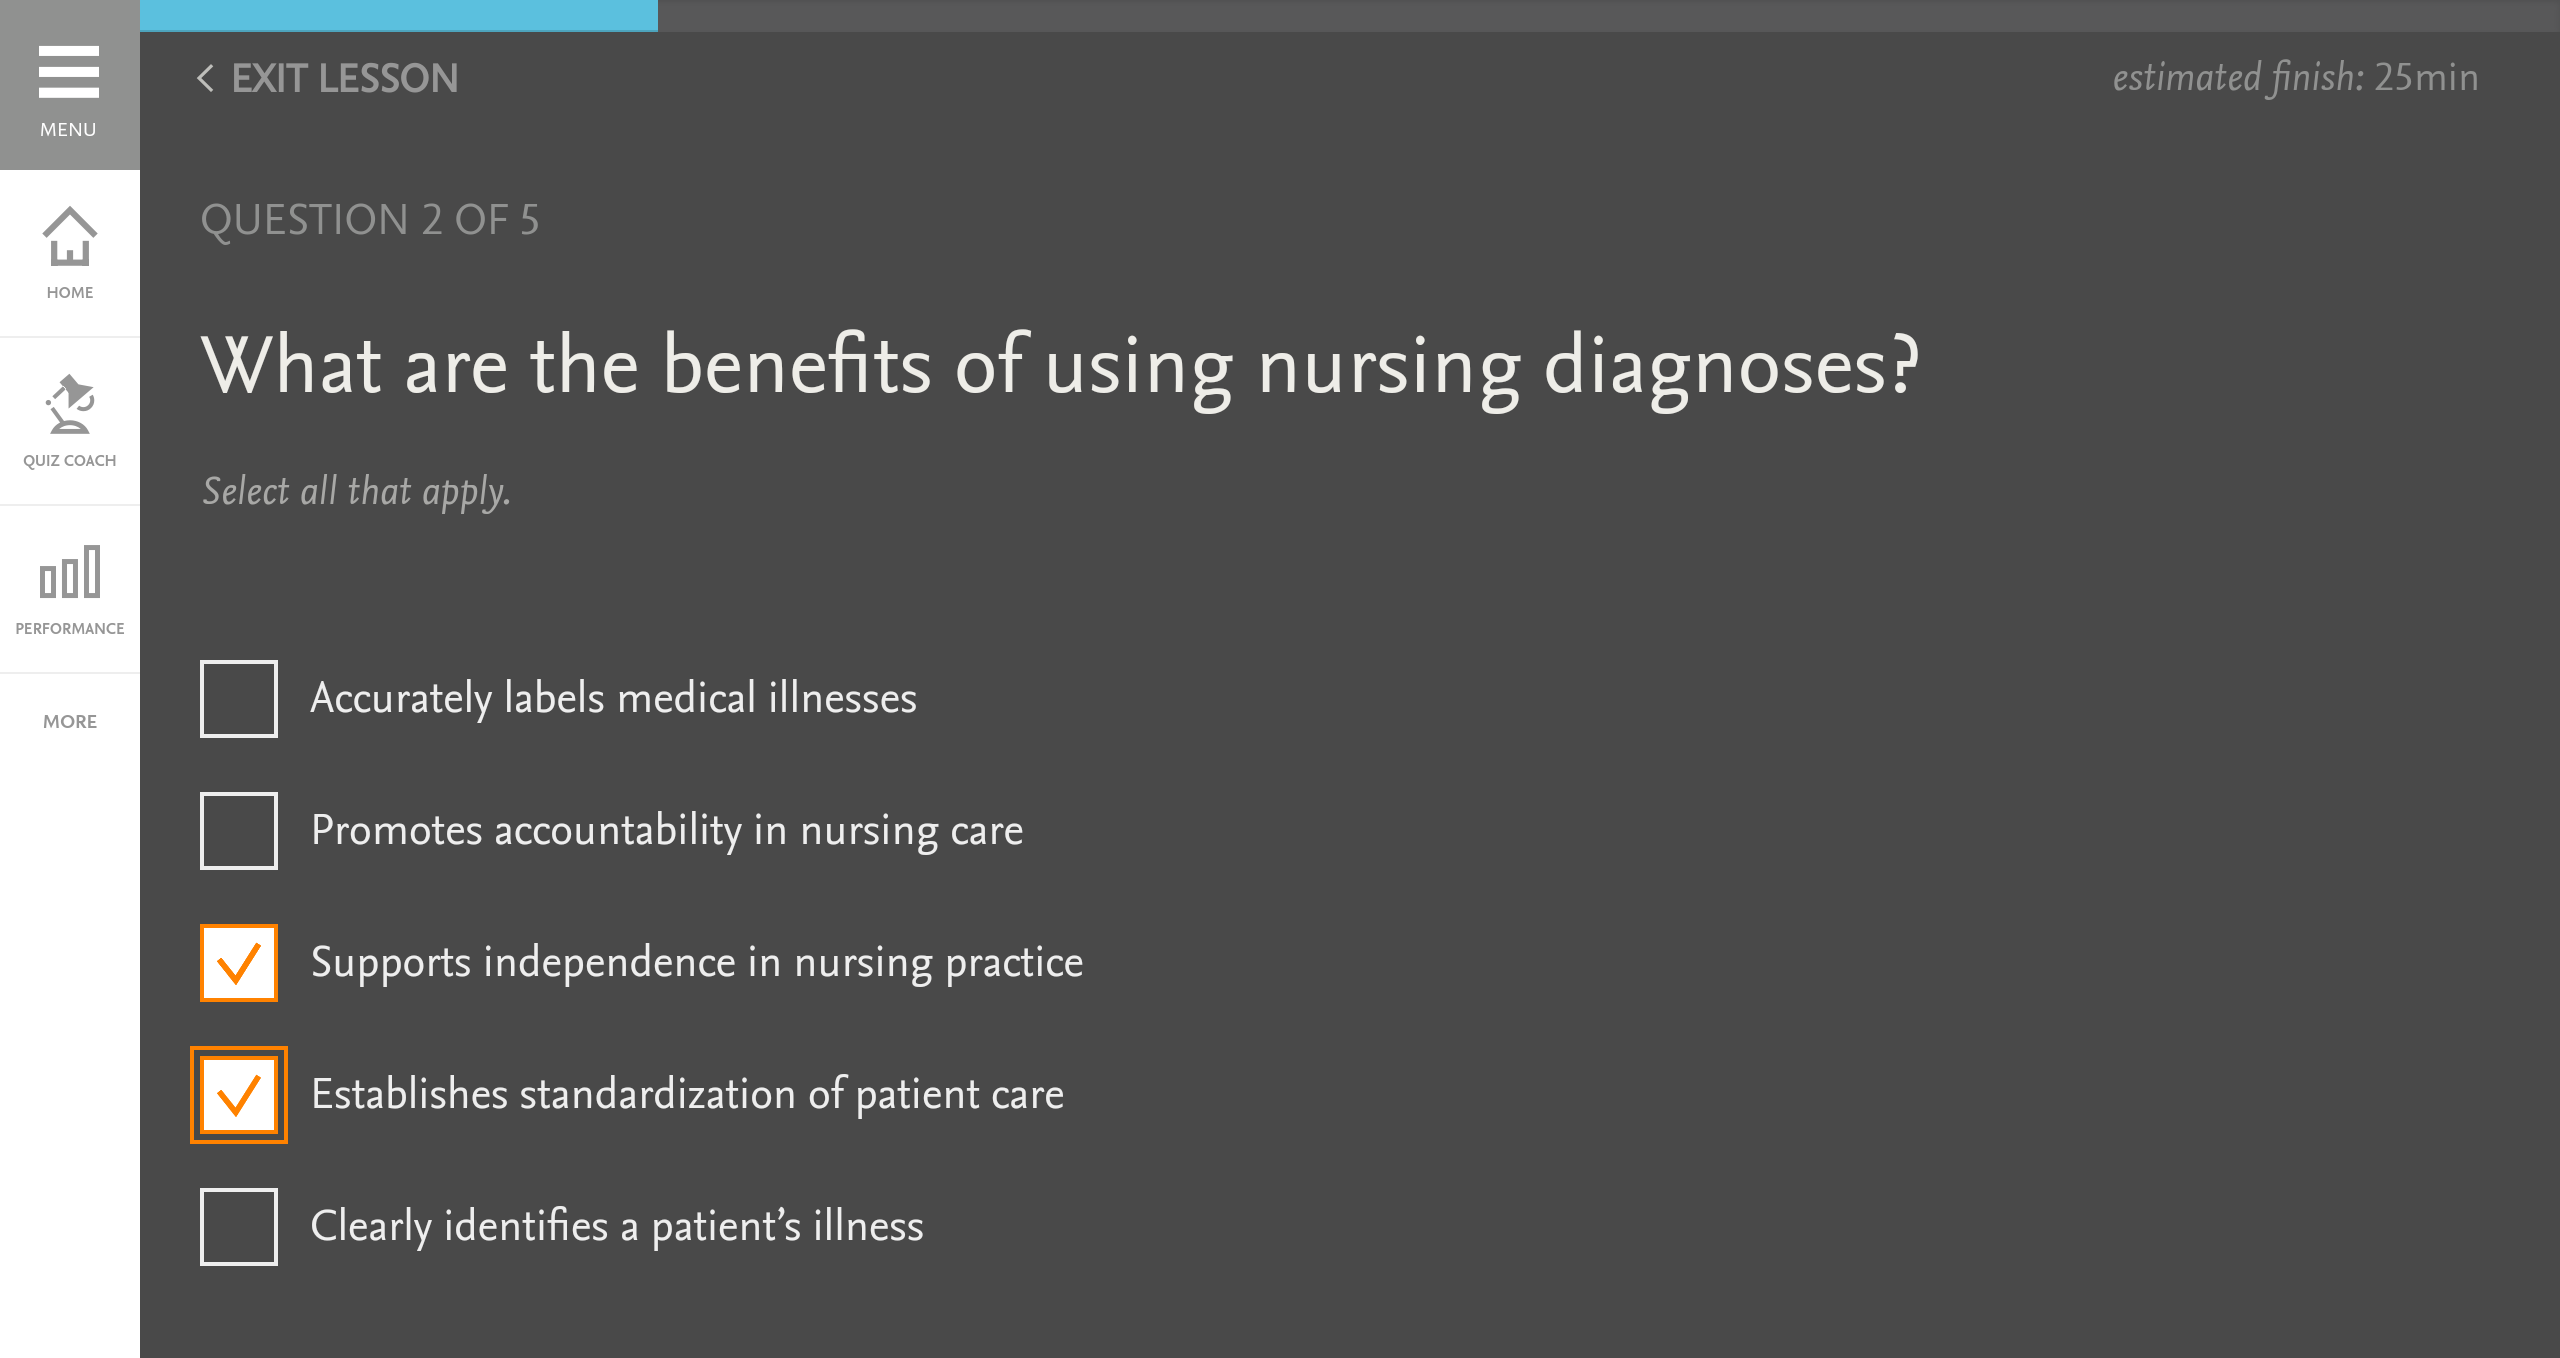 MENU
HOME
QUIZ COACH
PERFORMANCE
MORE
EXIT LESSON
estimated finish: 25min
QUESTION 2 OF 5
What are the benefits of using nursing diagnoses?
Select all that apply.
Accurately labels medical illnesses
Promotes accountability in nursing care
Supports independence in nursing practice
Establishes standardization of patient care
Clearly identifies a patient’s illness